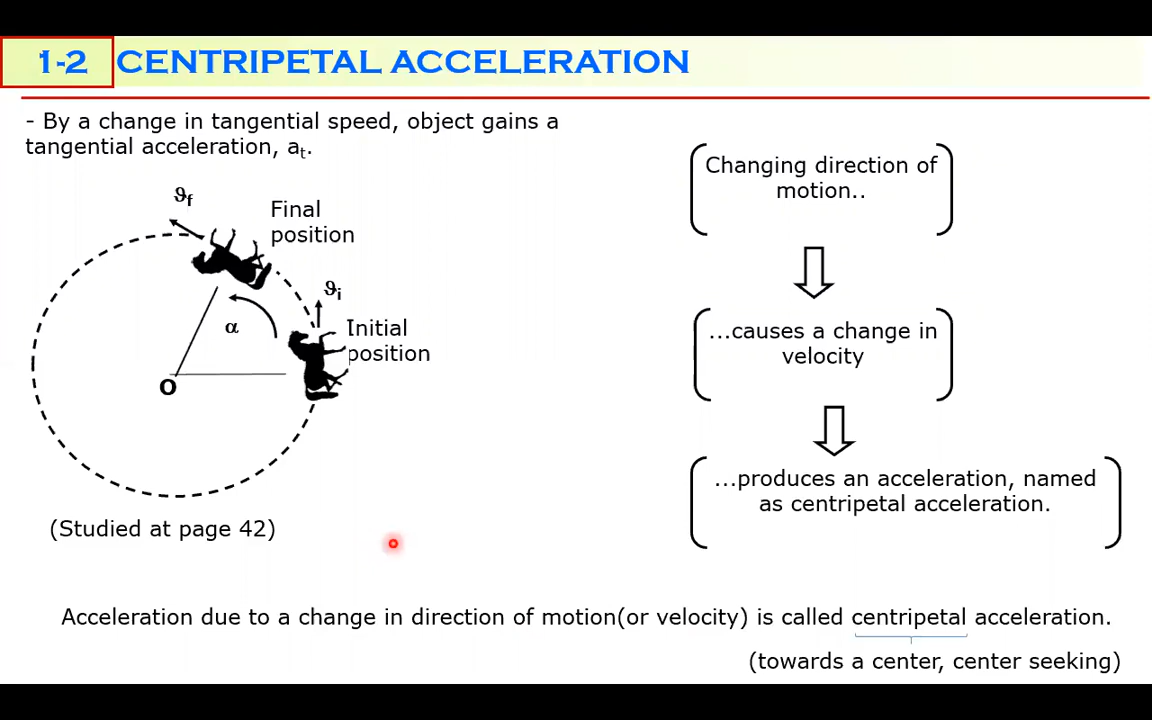 1-2 CENTRIPETAL ACCELERATION
- By a change in tangential speed, object gains a
tangential acceleration, at.
ϑf
Final
position
ϑi
Initial
position
α
O
(Studied at page 42)
Changing direction of
motion..
...causes a change in
velocity
...produces an acceleration, named
as centripetal acceleration.
Acceleration due to a change in direction of motion(or velocity) is called centripetal acceleration.
(towards a center, center seeking)